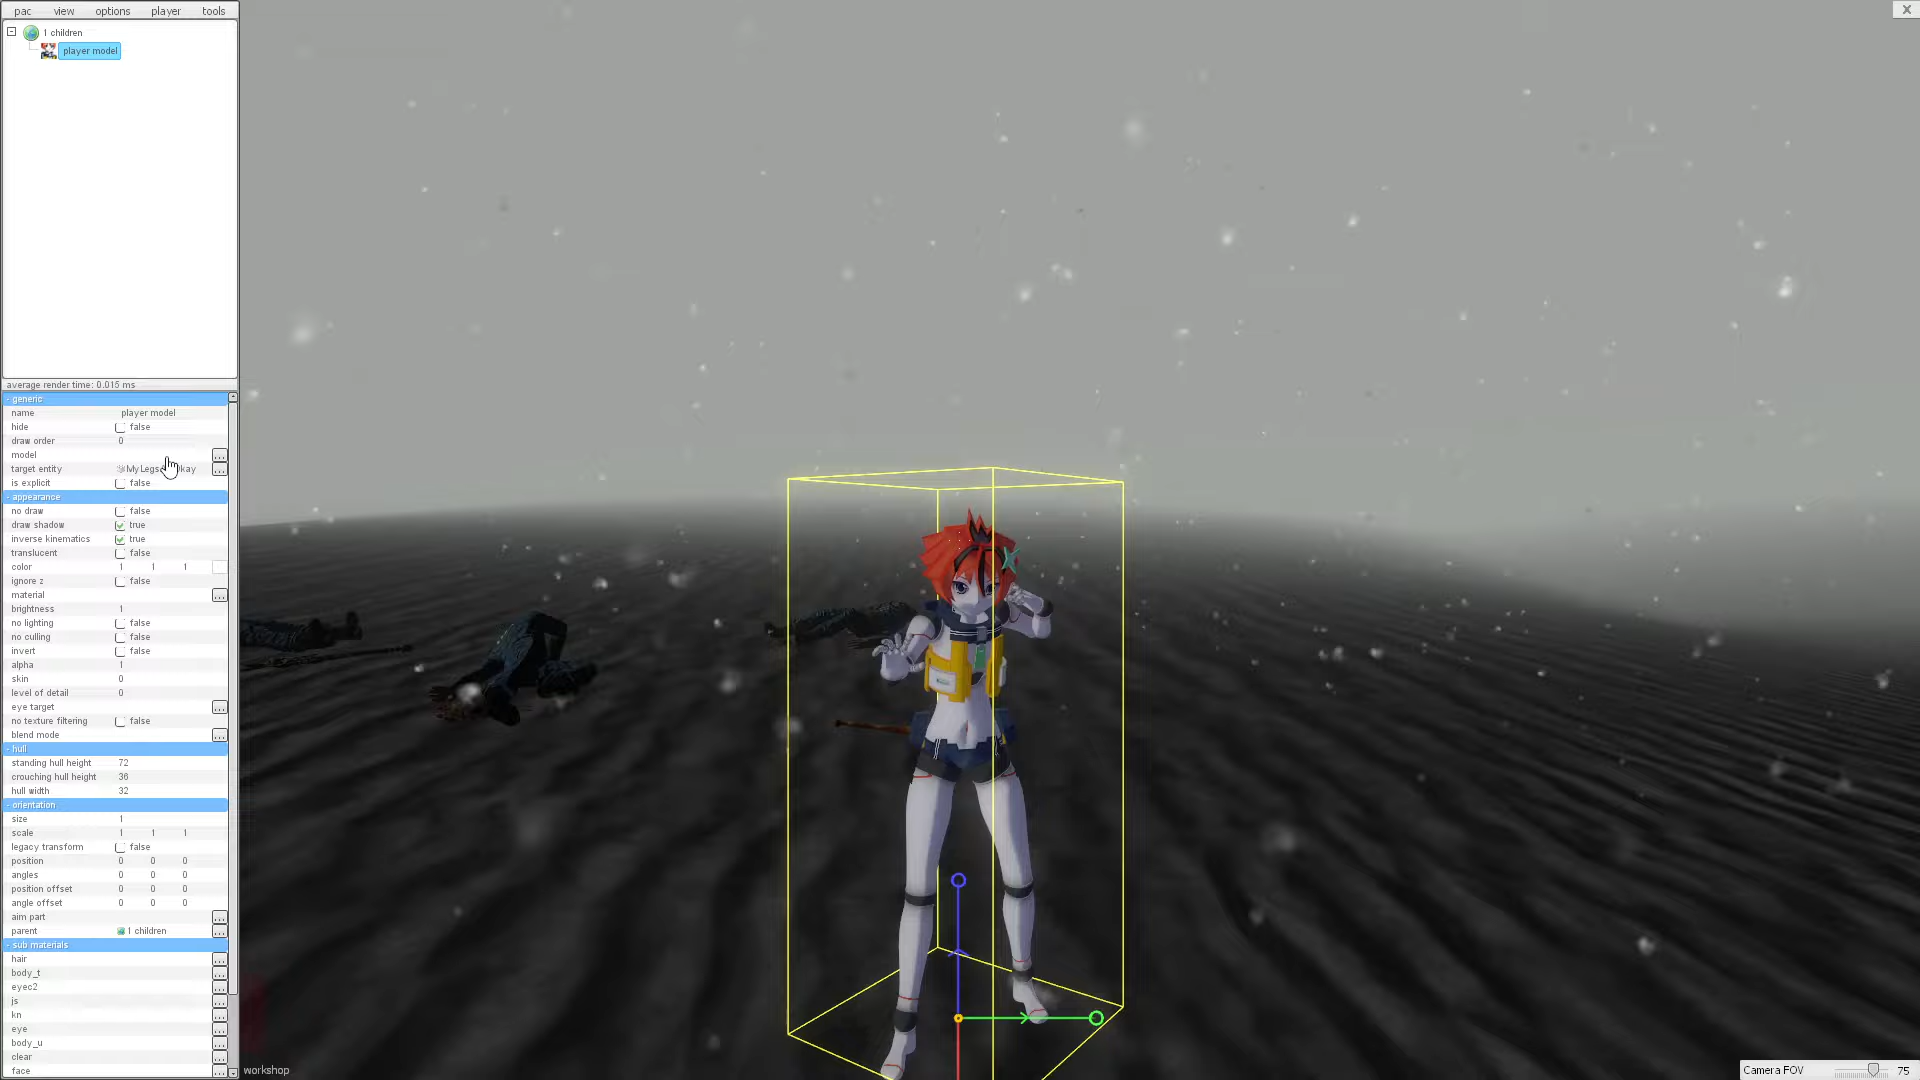 pac view options player tools
1 children
player model
average render time: 0.015 ms
- generic
name player model
hide false
draw order 0
model ...
target entity MyLegs kay ...
is explicit false
- appearance
no draw false
draw shadow true
inverse kinematics true
translucent false
color 1 1 1
ignore z false
material ...
brightness 1
no lighting false
no culling false
invert false
alpha 1
skin 0
level of detail 0
eye target ...
no texture filtering false
blend mode ...
- hull
standing hull height 72
crouching hull height 36
hull width 32
- orientation
size 1
scale 1 1 1
legacy transform false
position 0 0 0
angles 0 0 0
position offset 0 0 0
angle offset 0 0 0
aim part ...
parent 1 children ...
- sub materials
hair ...
body_t ...
eyec2 ...
js ...
kn ...
eye ...
body_u ...
clear ...
face ...
workshop
Camera FOV 75